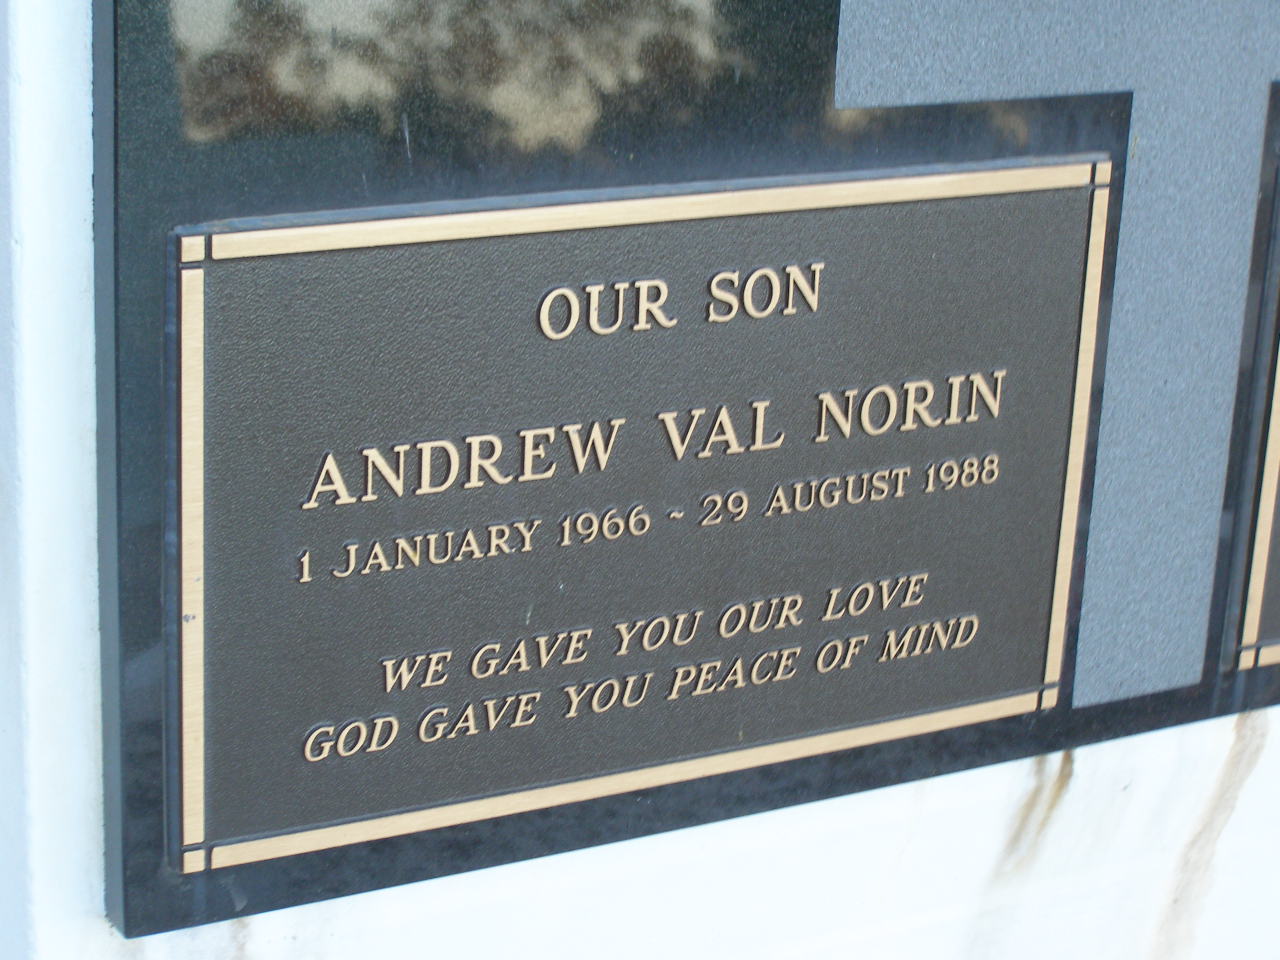 OUR SON
ANDREW VAL NORIN
1 JANUARY 1966 ~ 29 AUGUST 1988
WE GAVE YOU OUR LOVE
GOD GAVE YOU PEACE OF MIND